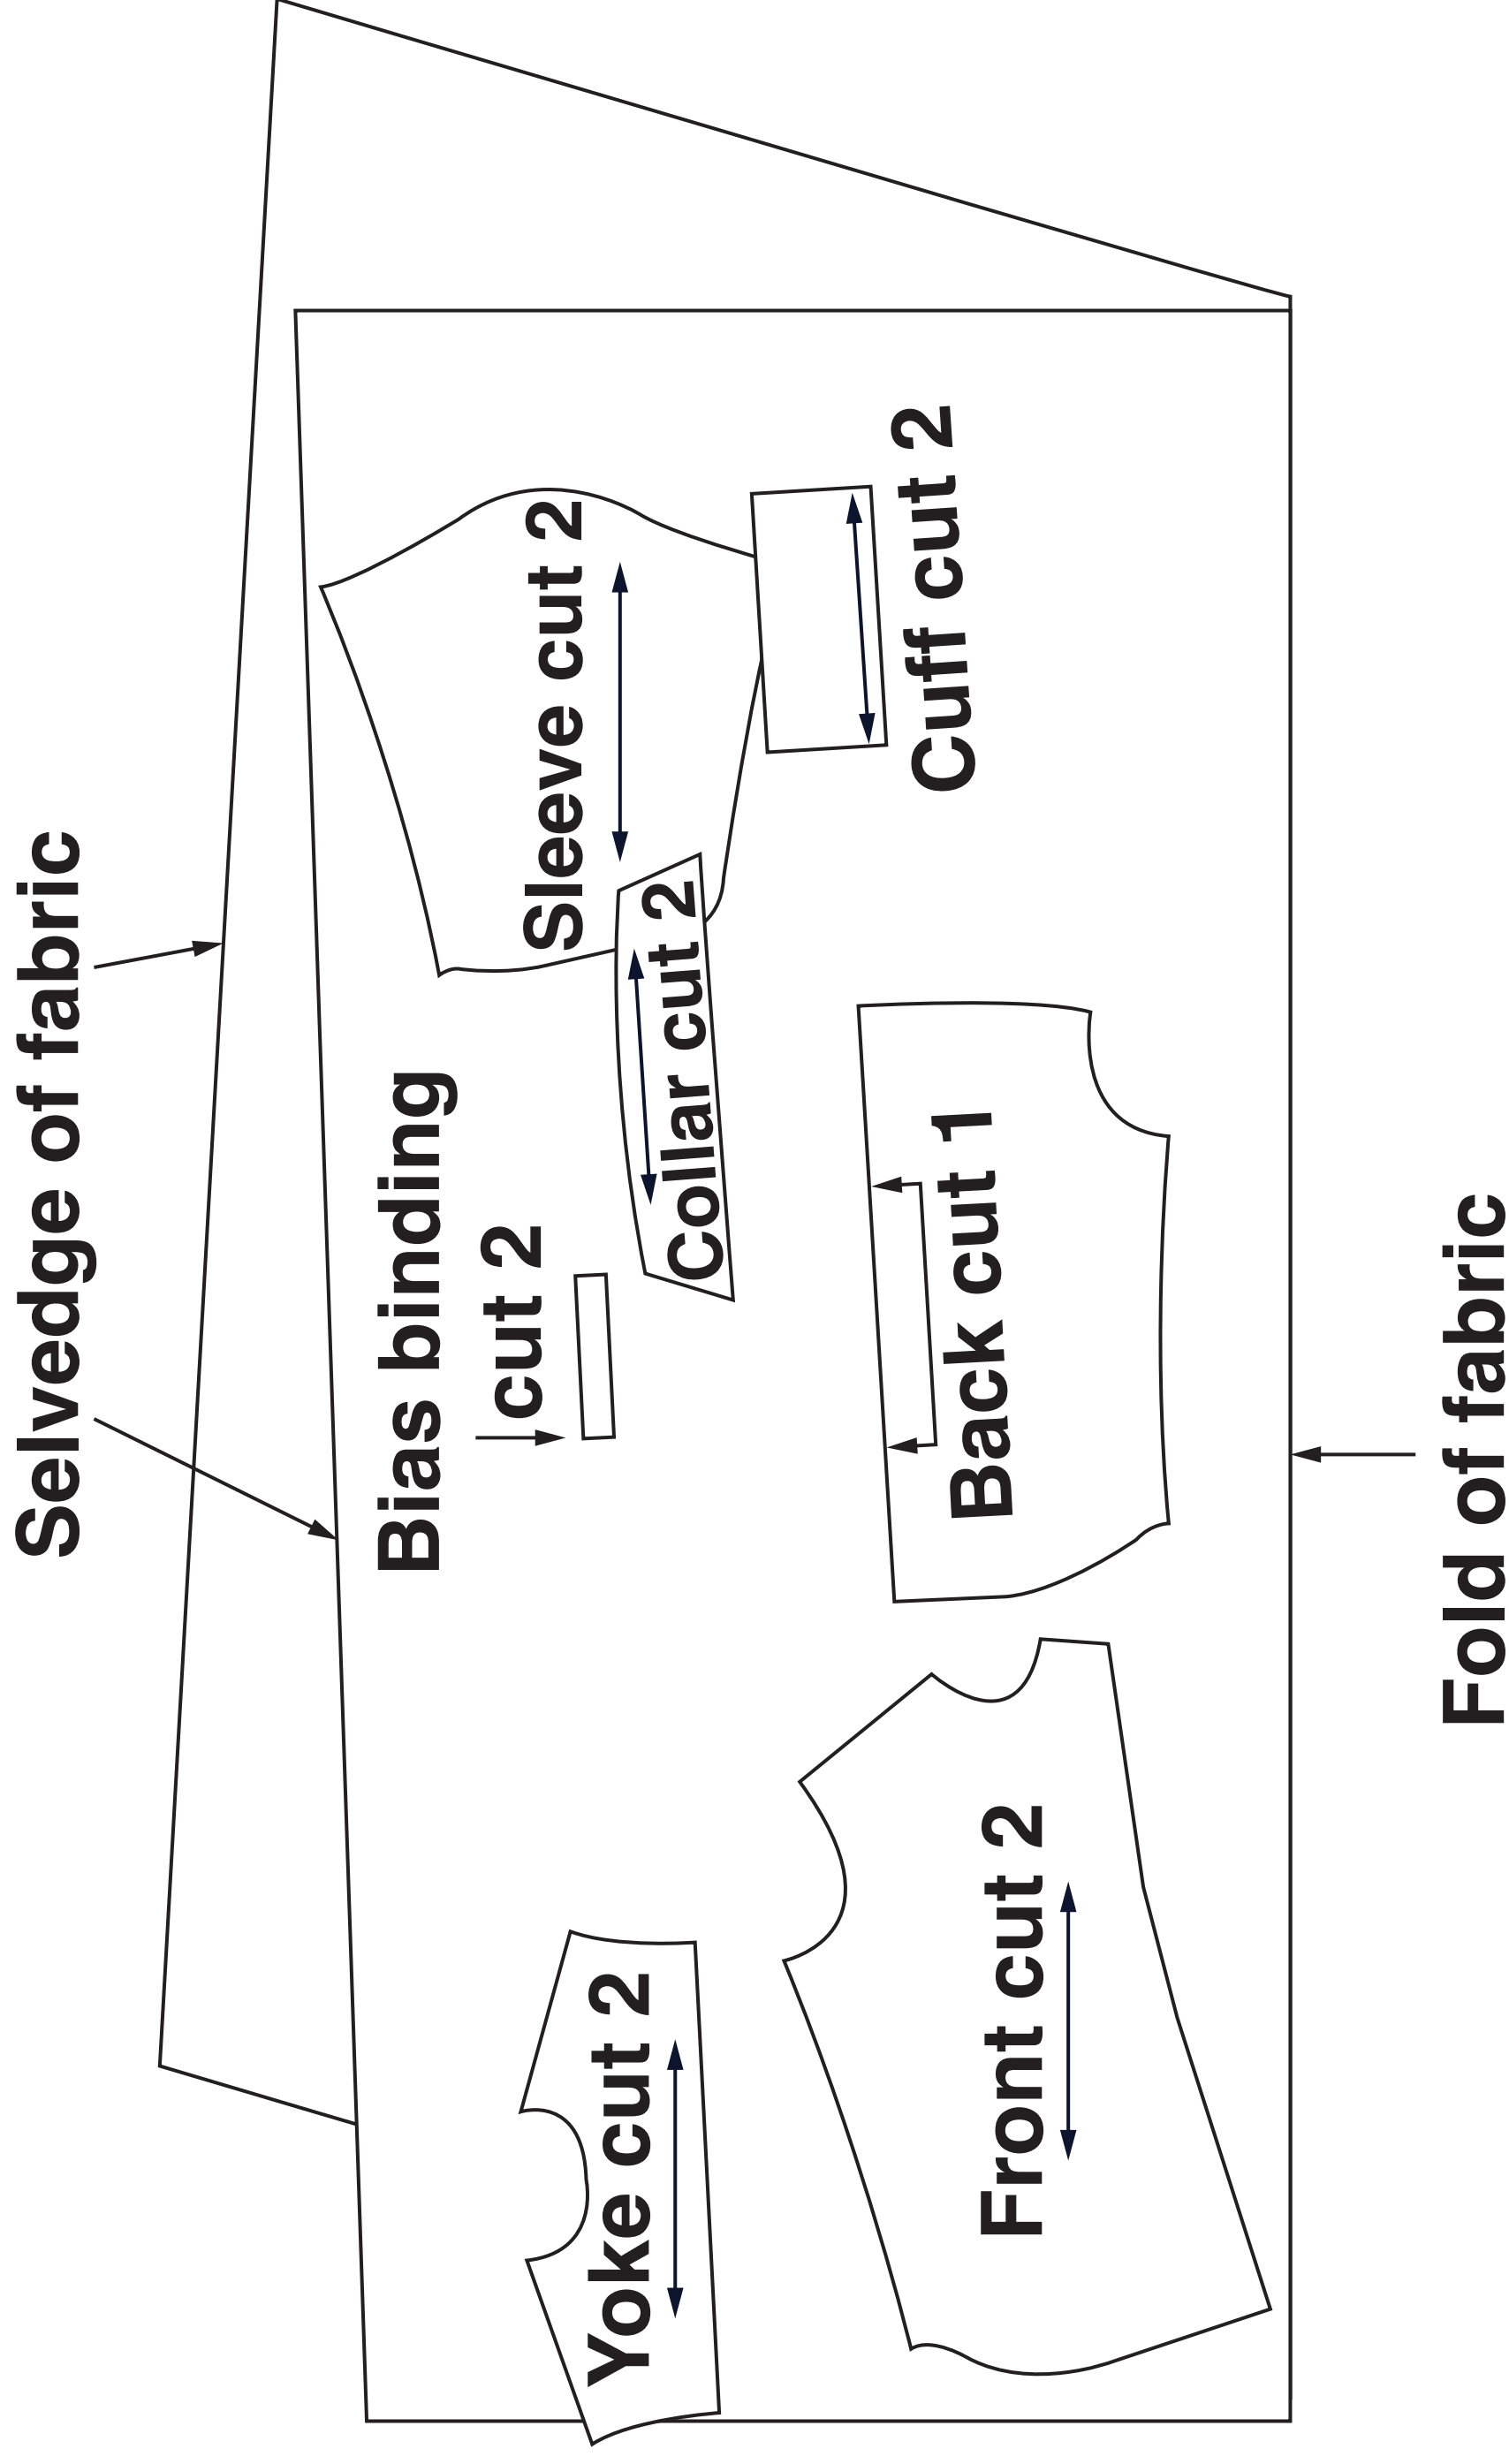 Selvedge of fabric
Bias binding
cut 2
Sleeve cut 2
Collar cut 2
Cuff cut 2
Back cut 1
Yoke cut 2
Front cut 2
Fold of fabric